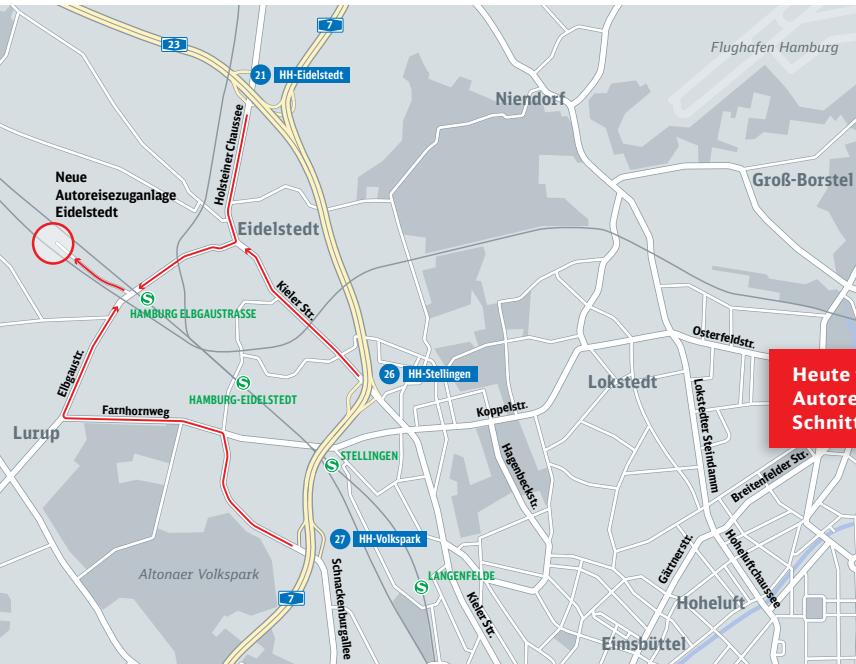 7
23
Flughafen Hamburg
21 HH-Eidelstedt
Niendorf
Holsteiner Chaussee
Neue
Autoreisezuganlage
Eidelstedt
Groß-Borstel
Eidelstedt
Kieler Str.
S
HAMBURG ELBGAUSTRASSE
Osterfeldstr.
Elbgaustr.
26 HH-Stellingen
S
HAMBURG-EIDELSTEDT
Lokstedt
Heute
Autore
Schnitt
Lokstedter Steindamm
Farnhornweg
Koppelstr.
Lurup
S STELLINGEN
Hagenbeckstr.
Breitenfelder Str.
27 HH-Volkspark
Gärtnerstr.
Hoheluftchaussee
Altonaer Volkspark
Schnackenburgallee
S LANGENFELDE
7
Kieler Str.
Hoheluft
Eimsbüttel